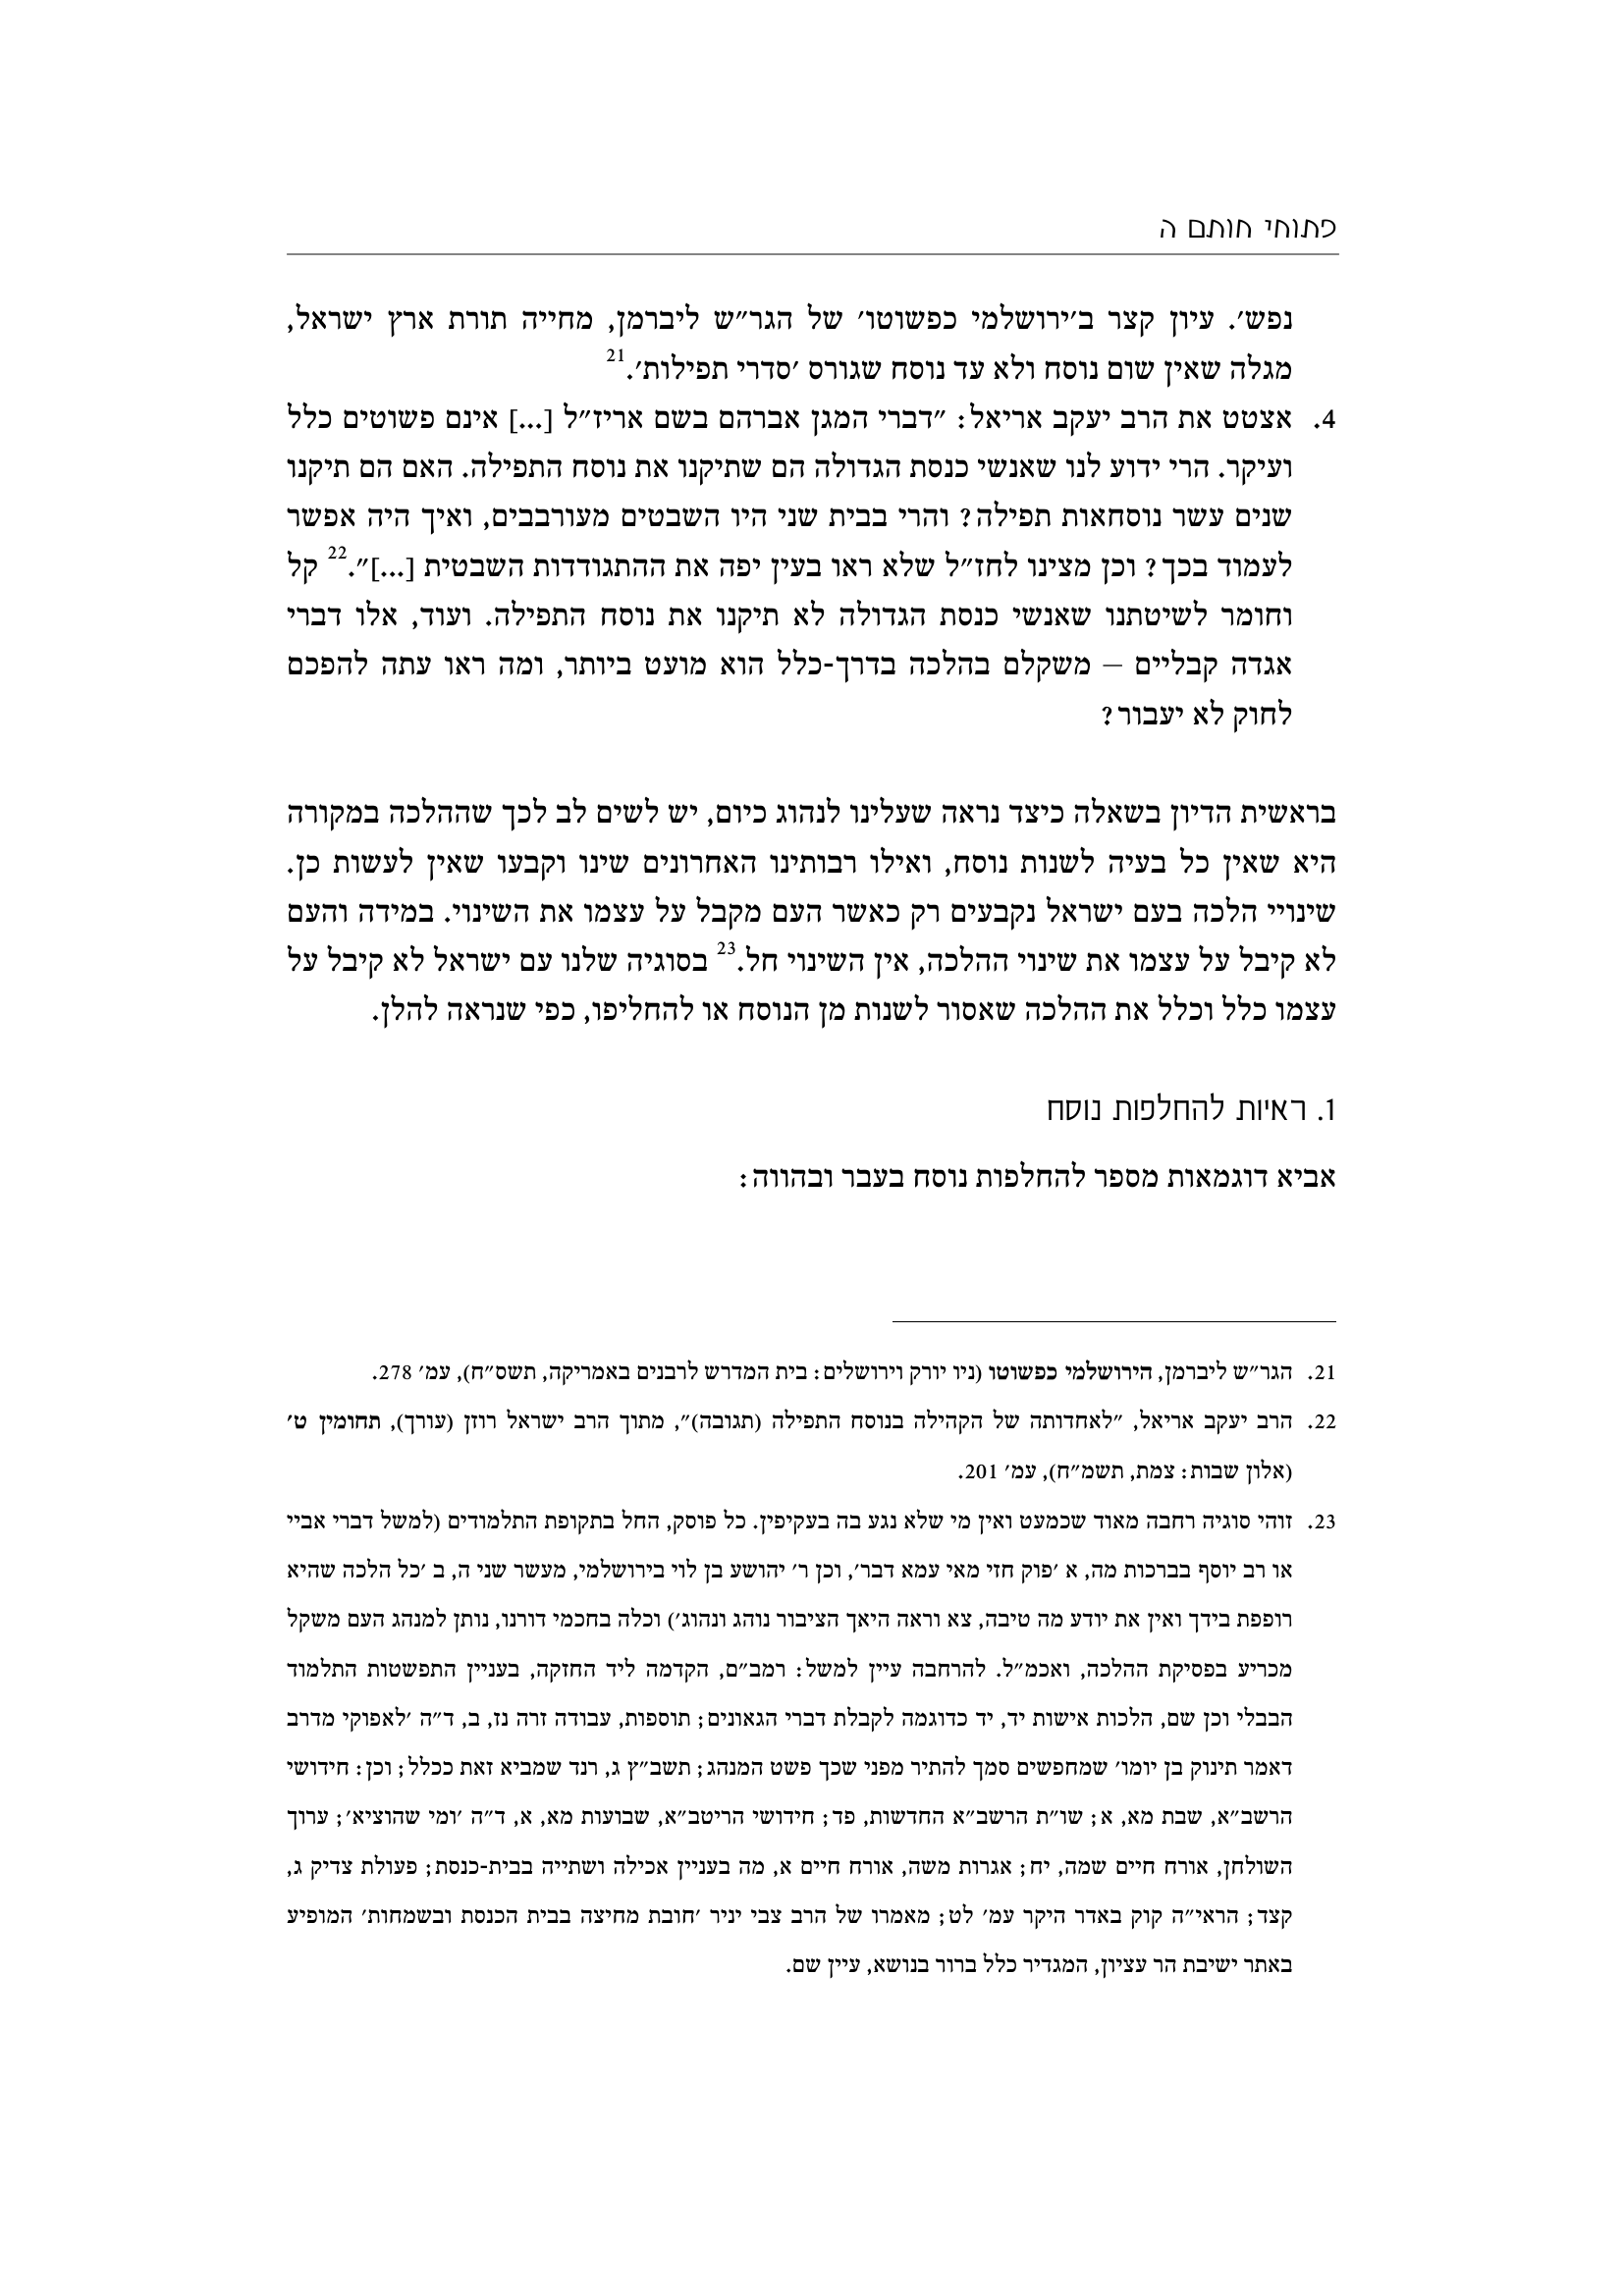 פתוחי חותם ה
נפש'. עיון קצר ב'ירושלמי כפשוטו' של הגר״ש ליברמן, מחייה תורת ארץ ישראל,
מגלה שאין שום נוסח ולא עד נוסח שגורס 'סדרי תפילות'.21
4. אצטט את הרב יעקב אריאל: ״דברי המגן אברהם בשם אריז״ל [...] אינם פשוטים כלל
ועיקר. הרי ידוע לנו שאנשי כנסת הגדולה הם שתיקנו את נוסח התפילה. האם הם תיקנו
שנים עשר נוסחאות תפילה? והרי בבית שני היו השבטים מעורבבים, ואיך היה אפשר
לעמוד בכך? וכן מצינו לחז״ל שלא ראו בעין יפה את ההתגודדות השבטית [...]״.22 קל
וחומר לשיטתנו שאנשי כנסת הגדולה לא תיקנו את נוסח התפילה. ועוד, אלו דברי
אגדה קבליים – משקלם בהלכה בדרך-כלל הוא מועט ביותר, ומה ראו עתה להפכם
לחוק לא יעבור?
בראשית הדיון בשאלה כיצד נראה שעלינו לנהוג כיום, יש לשים לב לכך שההלכה במקורה
היא שאין כל בעיה לשנות נוסח, ואילו רבותינו האחרונים שינו וקבעו שאין לעשות כן.
שינויי הלכה בעם ישראל נקבעים רק כאשר העם מקבל על עצמו את השינוי. במידה והעם
לא קיבל על עצמו את שינוי ההלכה, אין השינוי חל.23 בסוגיה שלנו עם ישראל לא קיבל על
עצמו כלל וכלל את ההלכה שאסור לשנות מן הנוסח או להחליפו, כפי שנראה להלן.
1. ראיות להחלפות נוסח
אביא דוגמאות מספר להחלפות נוסח בעבר ובהווה:
21. הגר״ש ליברמן, הירושלמי כפשוטו (ניו יורק וירושלים: בית המדרש לרבנים באמריקה, תשס״ח), עמ' 278.
22. הרב יעקב אריאל, ״לאחדותה של הקהילה בנוסח התפילה (תגובה)״, מתוך הרב ישראל רוזן (עורך), תחומין ט'
(אלון שבות: צמת, תשמ״ח), עמ' 201.
23. זוהי סוגיה רחבה מאוד שכמעט ואין מי שלא נגע בה בעקיפין. כל פוסק, החל בתקופת התלמודים (למשל דברי אביי
או רב יוסף בברכות מה, א 'פוק חזי מאי עמא דבר', וכן ר' יהושע בן לוי בירושלמי, מעשר שני ה, ב 'כל הלכה שהיא
רופפת בידך ואין את יודע מה טיבה, צא וראה היאך הציבור נוהג ונהוג') וכלה בחכמי דורנו, נותן למנהג העם משקל
מכריע בפסיקת ההלכה, ואכמ״ל. להרחבה עיין למשל: רמב״ם, הקדמה ליד החזקה, בעניין התפשטות התלמוד
הבבלי וכן שם, הלכות אישות יד, יד כדוגמה לקבלת דברי הגאונים; תוספות, עבודה זרה נז, ב, ד״ה 'לאפוקי מדרב
דאמר תינוק בן יומו' שמחפשים סמך להתיר מפני שכך פשט המנהג; תשב״ץ ג, רנד שמביא זאת ככלל; וכן: חידושי
הרשב״א, שבת מא, א; שו״ת הרשב״א החדשות, פד; חידושי הריטב״א, שבועות מא, א, ד״ה 'ומי שהוציא'; ערוך
השולחן, אורח חיים שמה, יח; אגרות משה, אורח חיים א, מה בעניין אכילה ושתייה בבית-כנסת; פעולת צדיק ג,
קצד; הראי״ה קוק באדר היקר עמ' לט; מאמרו של הרב צבי יניר 'חובת מחיצה בבית הכנסת ובשמחות' המופיע
באתר ישיבת הר עציון, המגדיר כלל ברור בנושא, עיין שם.